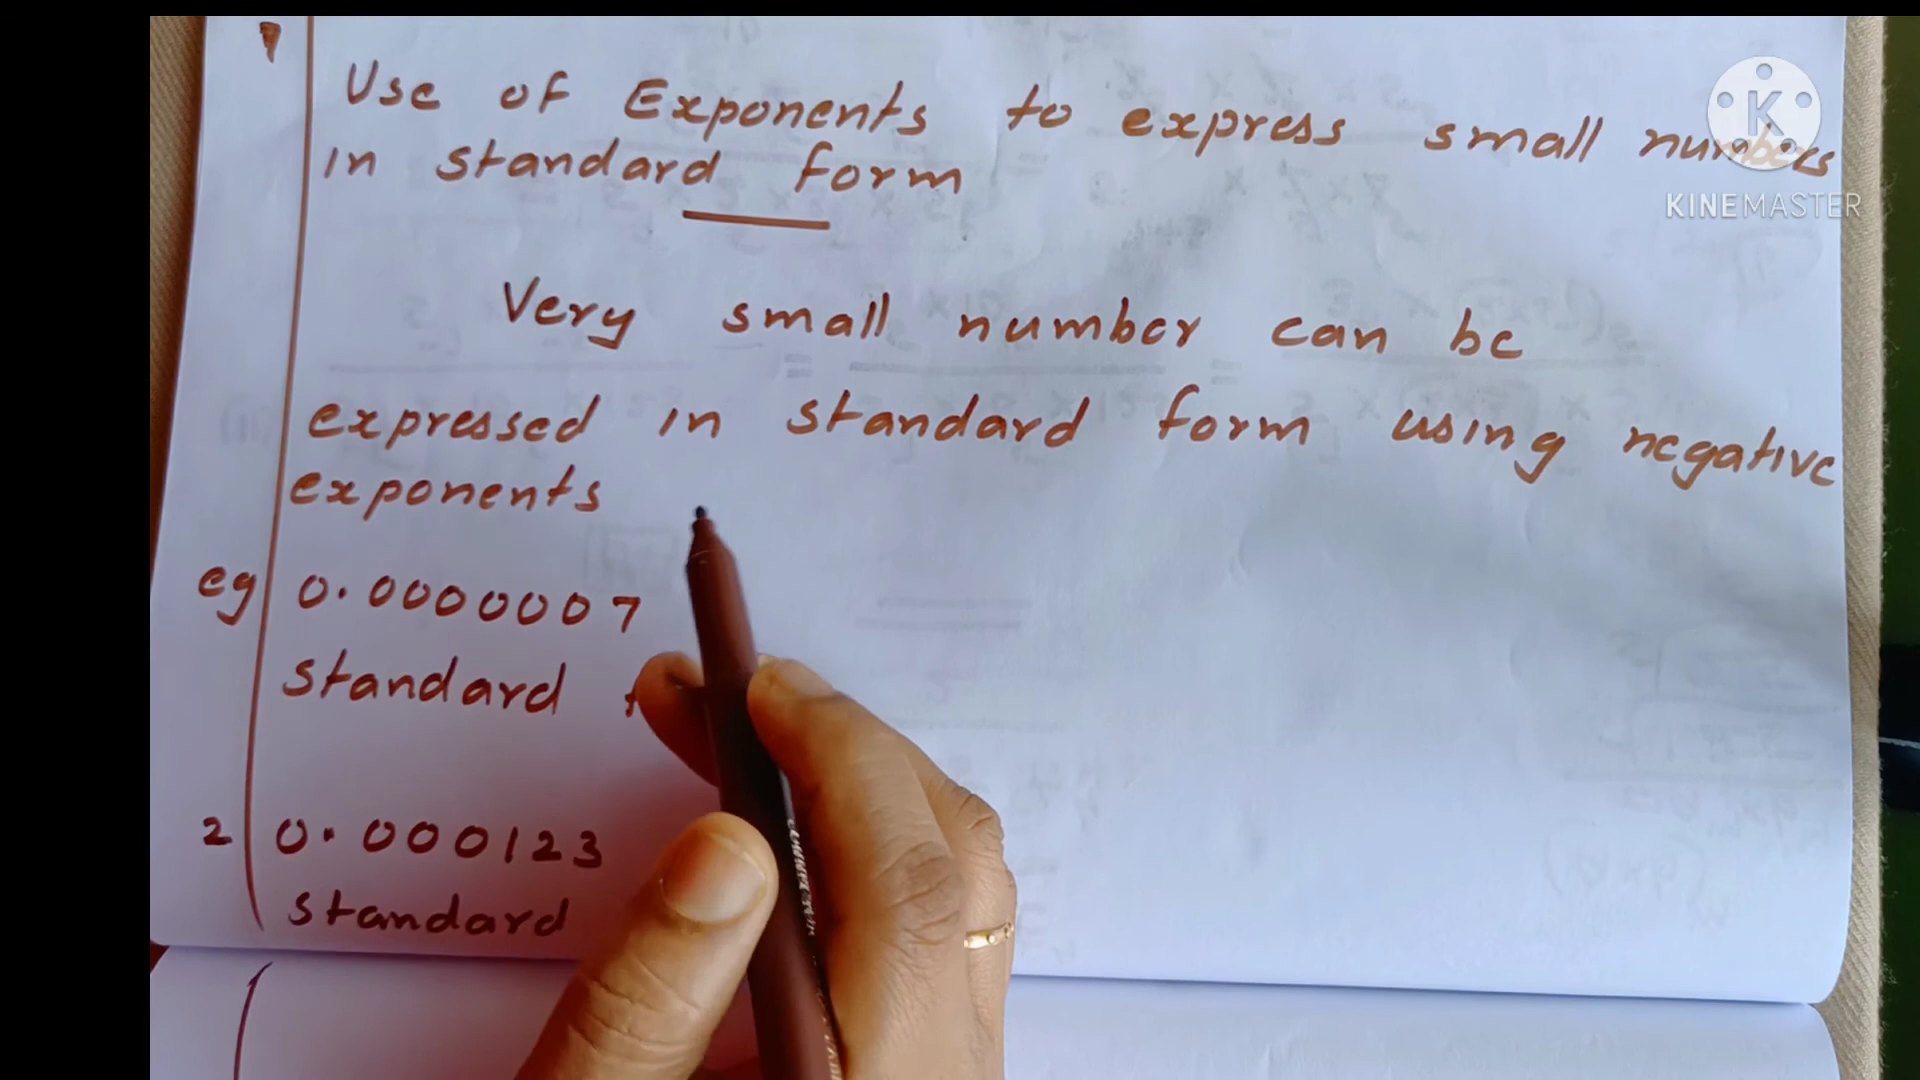 Use of Exponents to express small numbers
in standard form
Very small number can be
expressed in standard form using negative
exponents
eg 0.0000007
standard
2 0.000123
standard
K
KINEMASTER